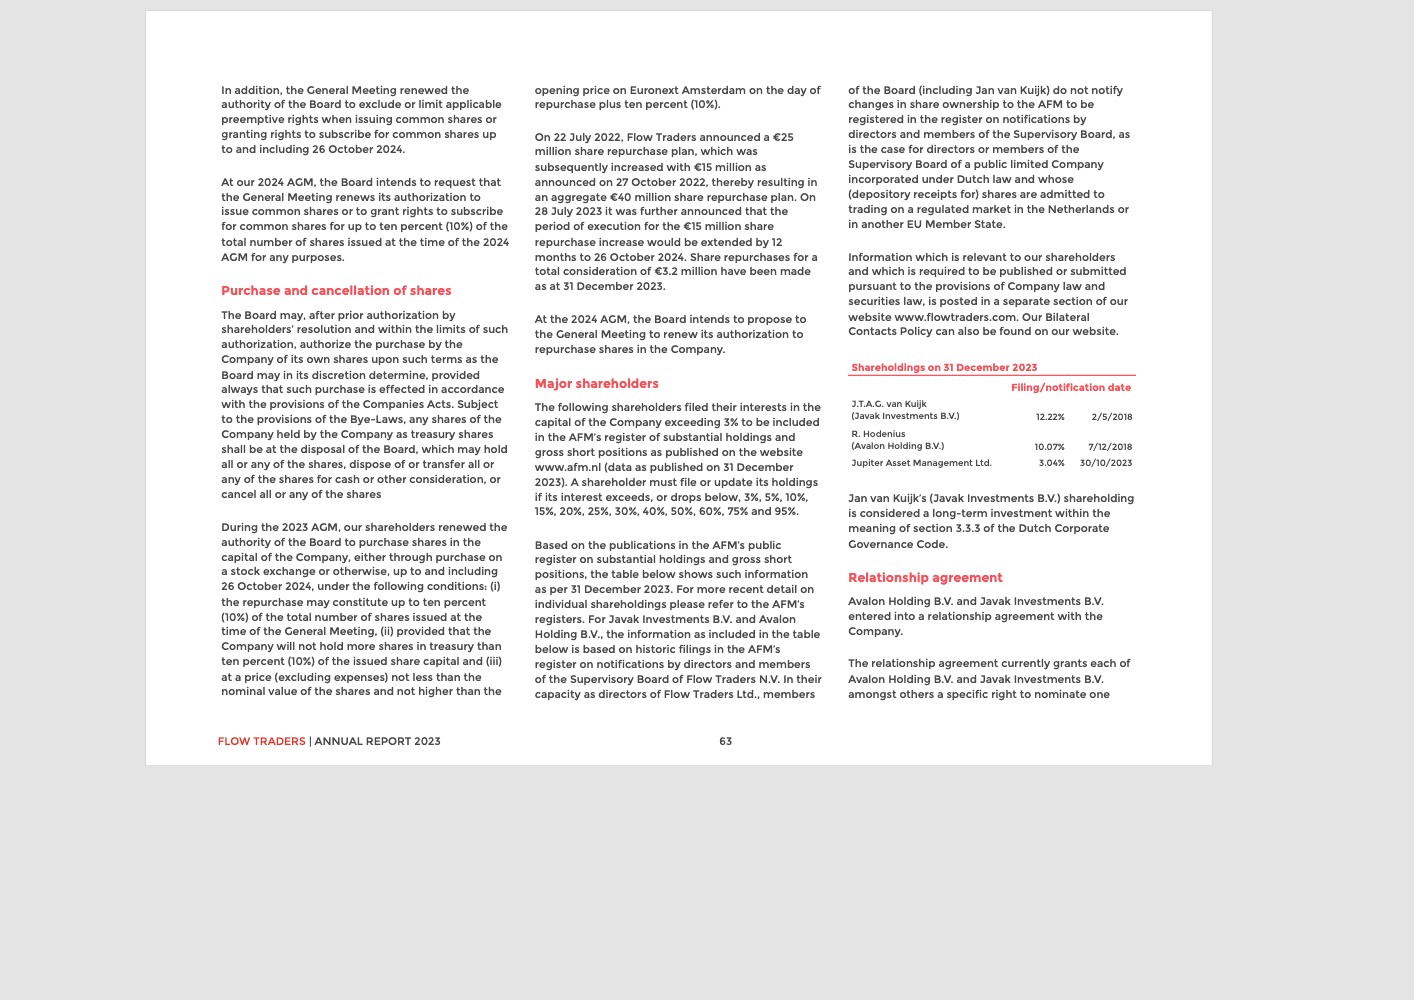 In addition, the General Meeting renewed the
authority of the Board to exclude or limit applicable
preemptive rights when issuing common shares or
granting rights to subscribe for common shares up
to and including 26 October 2024.
At our 2024 AGM, the Board intends to request that
the General Meeting renews its authorization to
issue common shares or to grant rights to subscribe
for common shares for up to ten percent (10%) of the
total number of shares issued at the time of the 2024
AGM for any purposes.
Purchase and cancellation of shares
The Board may, after prior authorization by
shareholders' resolution and within the limits of such
authorization, authorize the purchase by the
Company of its own shares upon such terms as the
Board may in its discretion determine, provided
always that such purchase is effected in accordance
with the provisions of the Companies Acts. Subject
to the provisions of the Bye-Laws, any shares of the
Company held by the Company as treasury shares
shall be at the disposal of the Board, which may hold
all or any of the shares, dispose of or transfer all or
any of the shares for cash or other consideration, or
cancel all or any of the shares
During the 2023 AGM, our shareholders renewed the
authority of the Board to purchase shares in the
capital of the Company, either through purchase on
a stock exchange or otherwise, up to and including
26 October 2024, under the following conditions: (i)
the repurchase may constitute up to ten percent
(10%) of the total number of shares issued at the
time of the General Meeting, (ii) provided that the
Company will not hold more shares in treasury than
ten percent (10%) of the issued share capital and (iii)
at a price (excluding expenses) not less than the
nominal value of the shares and not higher than the
opening price on Euronext Amsterdam on the day of
repurchase plus ten percent (10%).
On 22 July 2022, Flow Traders announced a €25
million share repurchase plan, which was
subsequently increased with €15 million as
announced on 27 October 2022, thereby resulting in
an aggregate €40 million share repurchase plan. On
28 July 2023 it was further announced that the
period of execution for the €15 million share
repurchase increase would be extended by 12
months to 26 October 2024. Share repurchases for a
total consideration of €3.2 million have been made
as at 31 December 2023.
At the 2024 AGM, the Board intends to propose to
the General Meeting to renew its authorization to
repurchase shares in the Company.
Major shareholders
The following shareholders filed their interests in the
capital of the Company exceeding 3% to be included
in the AFM's register of substantial holdings and
gross short positions as published on the website
www.afm.nl (data as published on 31 December
2023). A shareholder must file or update its holdings
if its interest exceeds, or drops below, 3%, 5%, 10%,
15%, 20%, 25%, 30%, 40%, 50%, 60%, 75% and 95%.
Based on the publications in the AFM's public
register on substantial holdings and gross short
positions, the table below shows such information
as per 31 December 2023. For more recent detail on
individual shareholdings please refer to the AFM's
registers. For Javak Investments B.V. and Avalon
Holding B.V., the information as included in the table
below is based on historic filings in the AFM's
register on notifications by directors and members
of the Supervisory Board of Flow Traders N.V. In their
capacity as directors of Flow Traders Ltd., members
of the Board (including Jan van Kuijk) do not notify
changes in share ownership to the AFM to be
registered in the register on notifications by
directors and members of the Supervisory Board, as
is the case for directors or members of the
Supervisory Board of a public limited Company
incorporated under Dutch law and whose
(depository receipts for) shares are admitted to
trading on a regulated market in the Netherlands or
in another EU Member State.
Information which is relevant to our shareholders
and which is required to be published or submitted
pursuant to the provisions of Company law and
securities law, is posted in a separate section of our
website www.flowtraders.com. Our Bilateral
Contacts Policy can also be found on our website.
Shareholdings on 31 December 2023
Filing/notification date
J.T.A.G. van Kuijk
(Javak Investments B.V.) 12.22% 2/5/2018
R. Hodenius
(Avalon Holding B.V.) 10.07% 7/12/2018
Jupiter Asset Management Ltd. 3.04% 30/10/2023
Jan van Kuijk's (Javak Investments B.V.) shareholding
is considered a long-term investment within the
meaning of section 3.3.3 of the Dutch Corporate
Governance Code.
Relationship agreement
Avalon Holding B.V. and Javak Investments B.V.
entered into a relationship agreement with the
Company.
The relationship agreement currently grants each of
Avalon Holding B.V. and Javak Investments B.V.
amongst others a specific right to nominate one
FLOW TRADERS | ANNUAL REPORT 2023 63